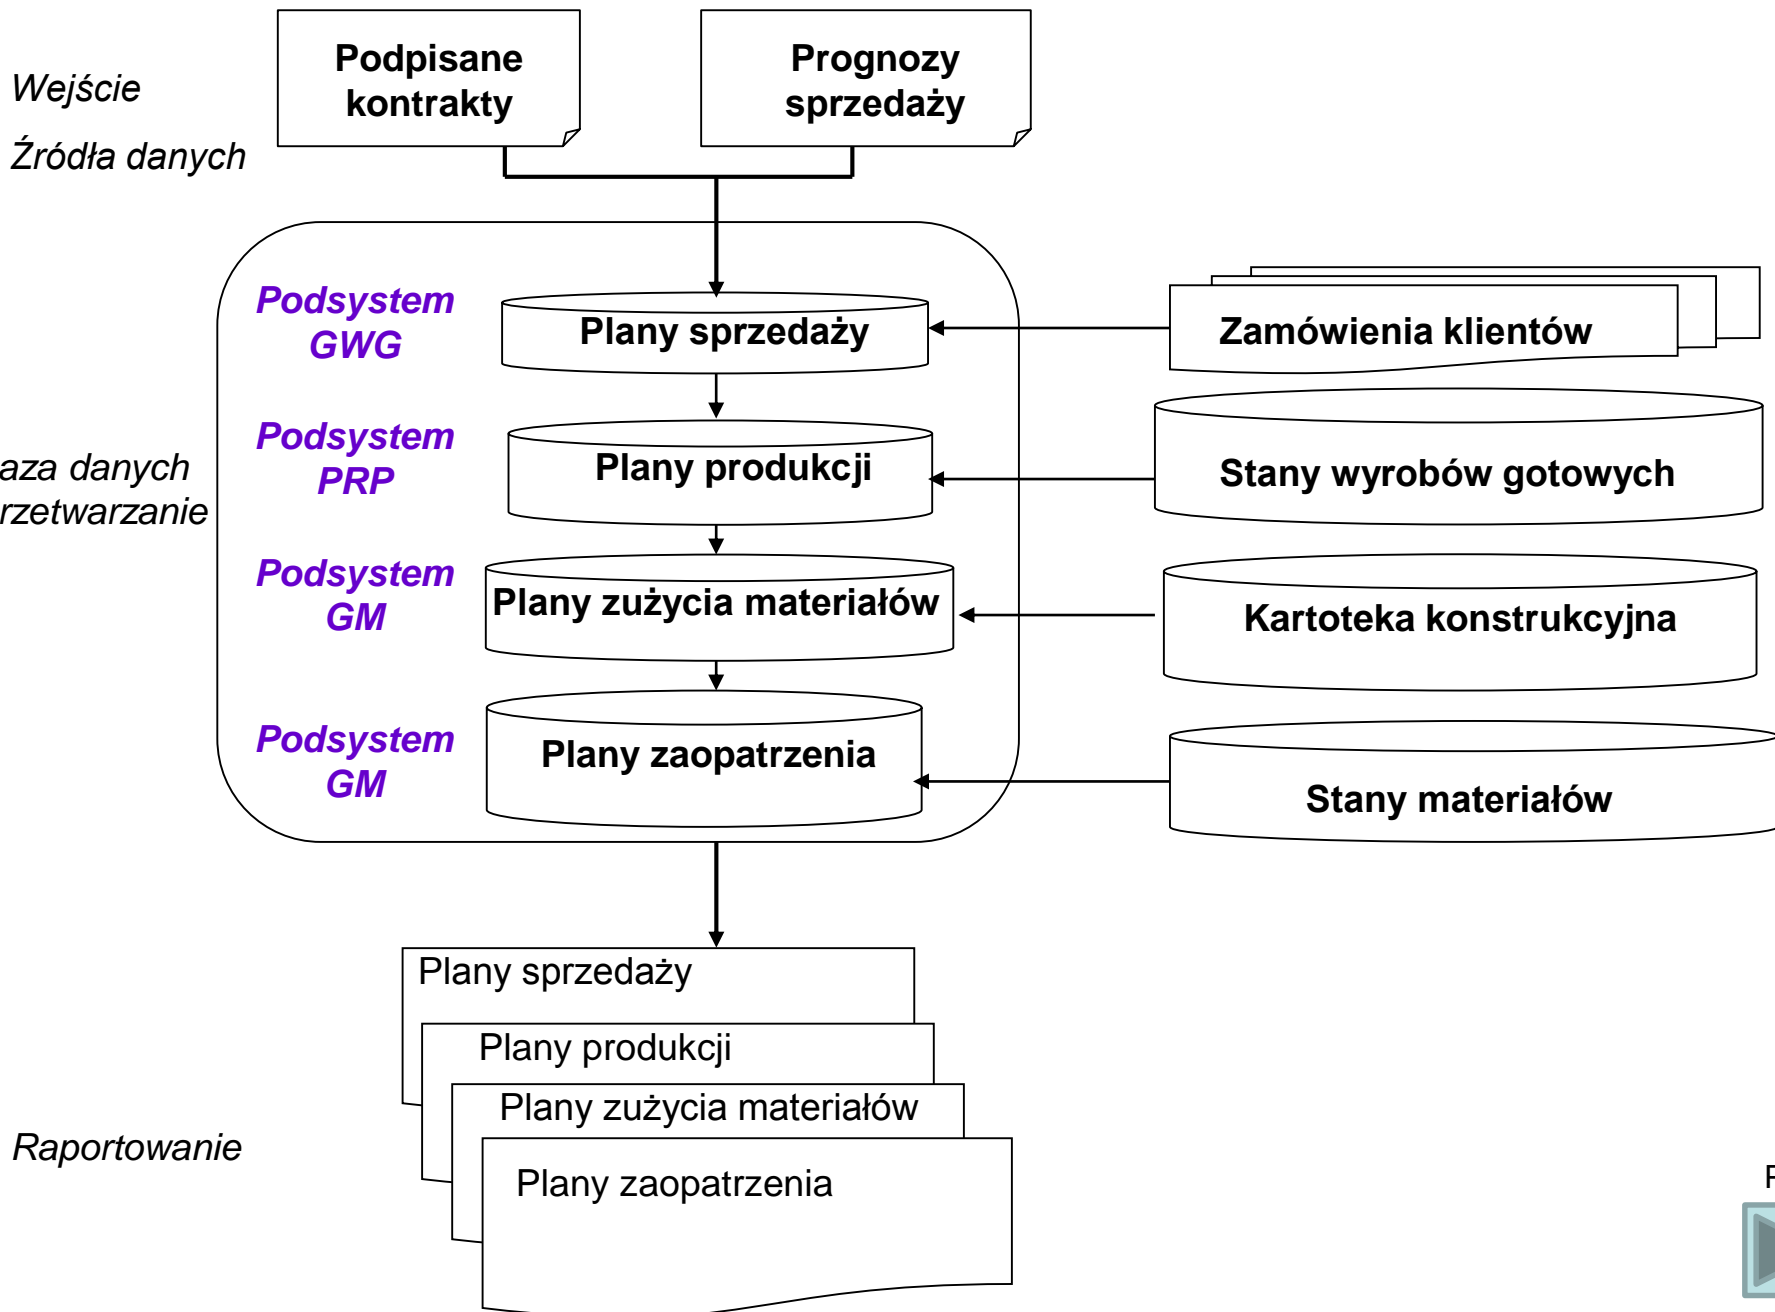 Podpisane
kontrakty
Prognozy
sprzedaży
Wejście
Źródła danych
Podsystem
GWG
Plany sprzedaży
Zamówienia klientów
Podsystem
PRP
Plany produkcji
Stany wyrobów gotowych
aza danych
rzetwarzanie
Podsystem
GM
Plany zużycia materiałów
Kartoteka konstrukcyjna
Podsystem
GM
Plany zaopatrzenia
Stany materiałów
Plany sprzedaży
Plany produkcji
Plany zużycia materiałów
Plany zaopatrzenia
Raportowanie